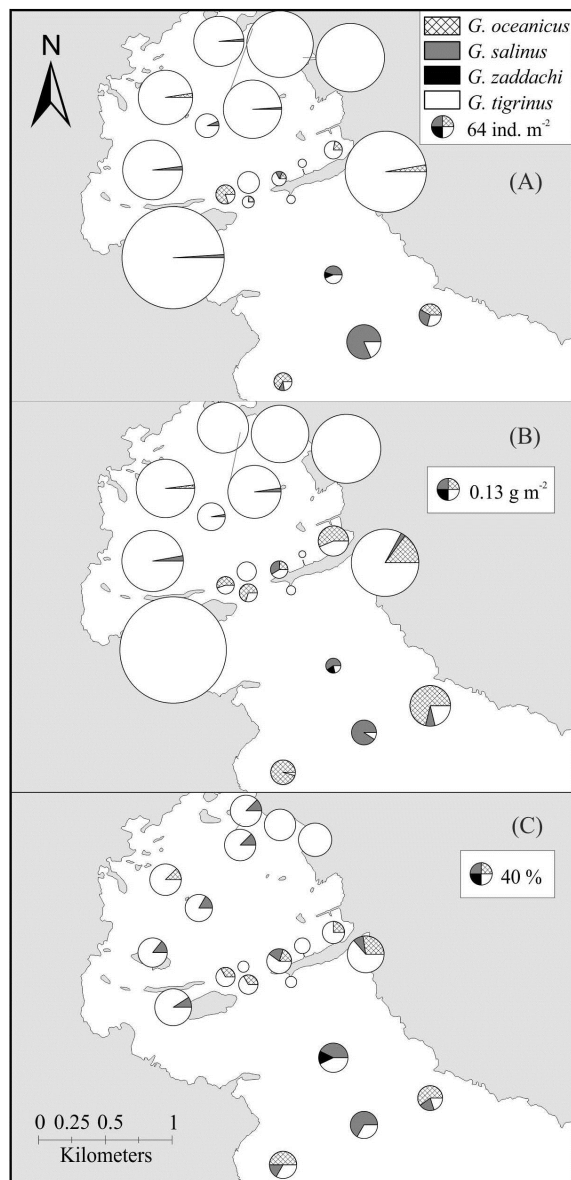 N
G. oceanicus
G. salinus
G. zaddachi
G. tigrinus
64 ind. m⁻²
(A)
(B)
0.13 g m⁻²
(C)
40 %
0 0.25 0.5 1
Kilometers